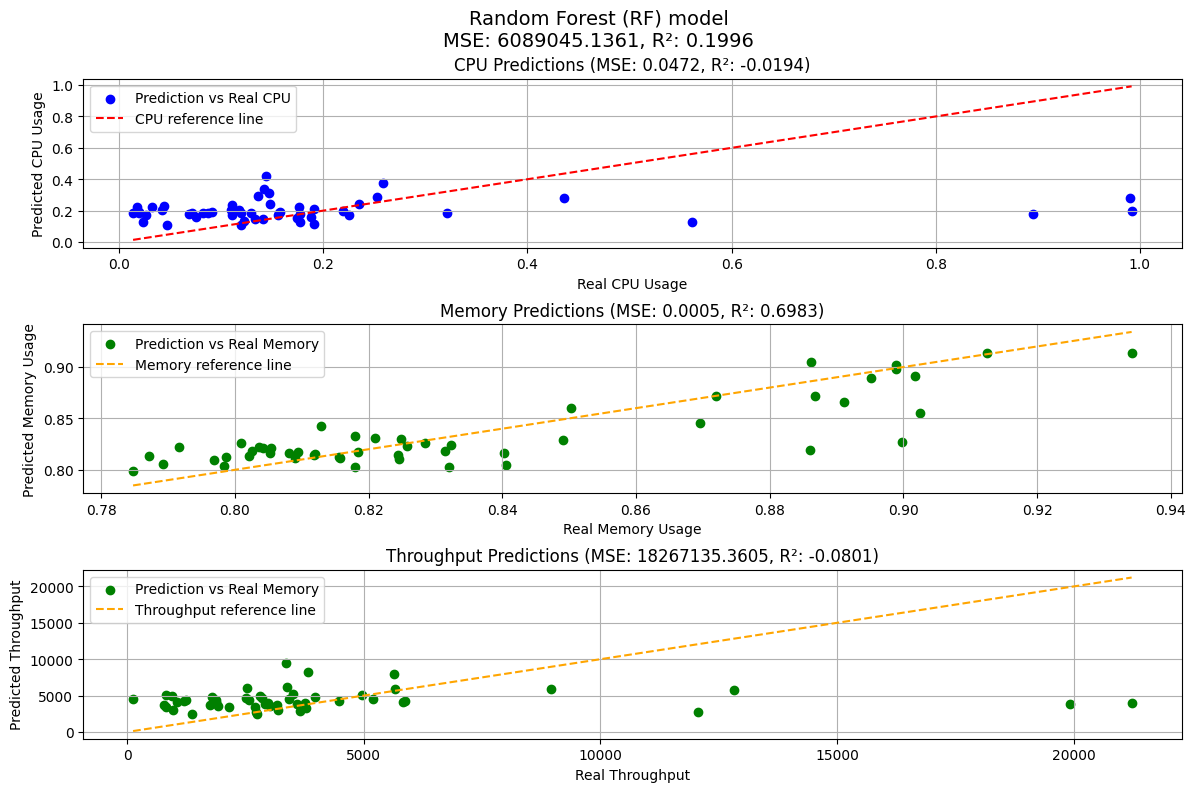 Random Forest (RF) model
MSE: 6089045.1361, R²: 0.1996
CPU Predictions (MSE: 0.0472, R²: -0.0194)
Predicted CPU Usage
1.0
0.8
0.6
0.4
0.2
0.0
Prediction vs Real CPU
CPU reference line
0.0 0.2 0.4 0.6 0.8 1.0
Real CPU Usage
Memory Predictions (MSE: 0.0005, R²: 0.6983)
Predicted Memory Usage
0.90
0.85
0.80
Prediction vs Real Memory
Memory reference line
0.78 0.80 0.82 0.84 0.86 0.88 0.90 0.92 0.94
Real Memory Usage
Throughput Predictions (MSE: 18267135.3605, R²: -0.0801)
Predicted Throughput
20000
15000
10000
5000
0
Prediction vs Real Memory
Throughput reference line
0 5000 10000 15000 20000
Real Throughput